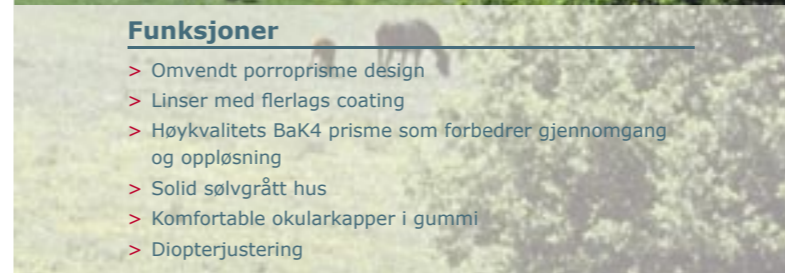 Funksjoner
> Omvendt porroprisme design
> Linser med flerlags coating
> Høykvalitets BaK4 prisme som forbedrer gjennomgang
og oppløsning
> Solid sølvgrått hus
> Komfortable okularkapper i gummi
> Diopterjustering